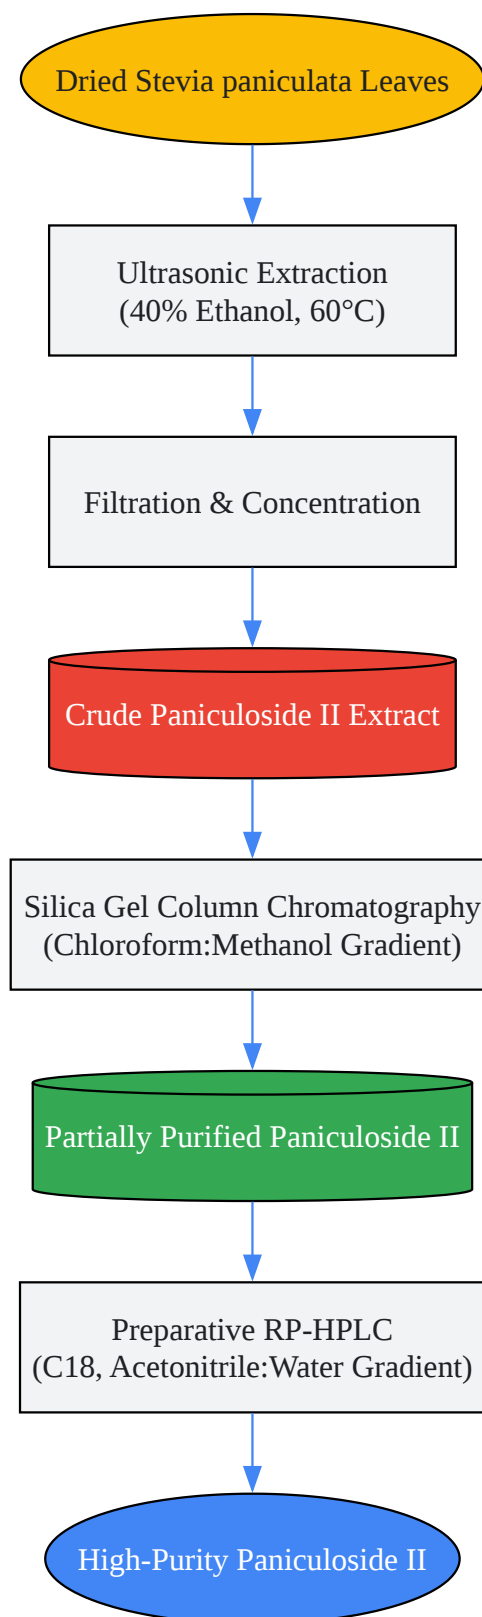 Dried Stevia paniculata Leaves
Ultrasonic Extraction
(40% Ethanol, 60°C)
Filtration & Concentration
Crude Paniculoside II Extract
Silica Gel Column Chromatography
(Chloroform:Methanol Gradient)
Partially Purified Paniculoside II
Preparative RP-HPLC
(C18, Acetonitrile:Water Gradient)
High-Purity Paniculoside II